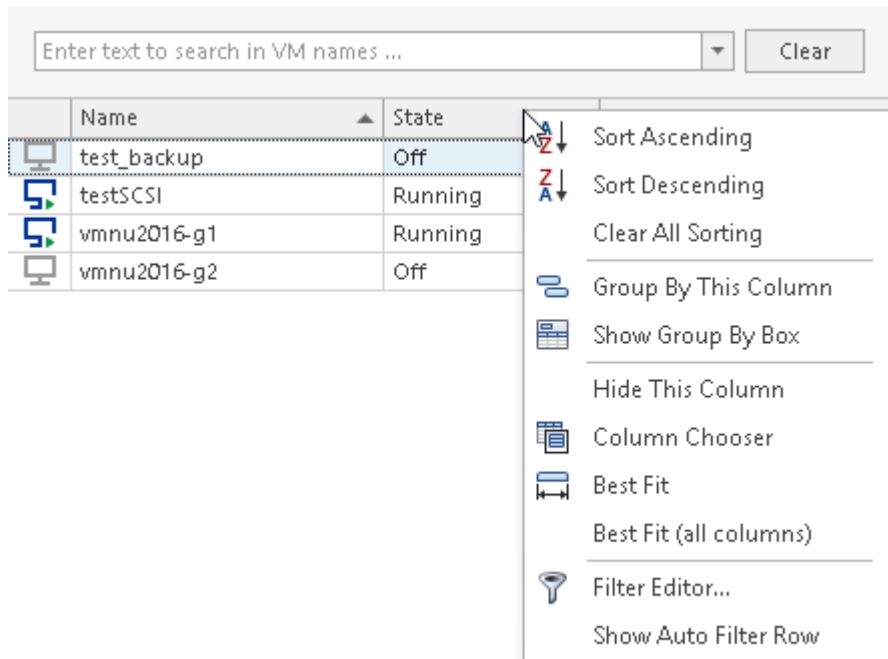 Enter text to search in VM names ...
Clear
Name State
test_backup Off
testSCSI Running
vmnu2016-g1 Running
vmnu2016-g2 Off
Sort Ascending
Sort Descending
Clear All Sorting
Group By This Column
Show Group By Box
Hide This Column
Column Chooser
Best Fit
Best Fit (all columns)
Filter Editor...
Show Auto Filter Row